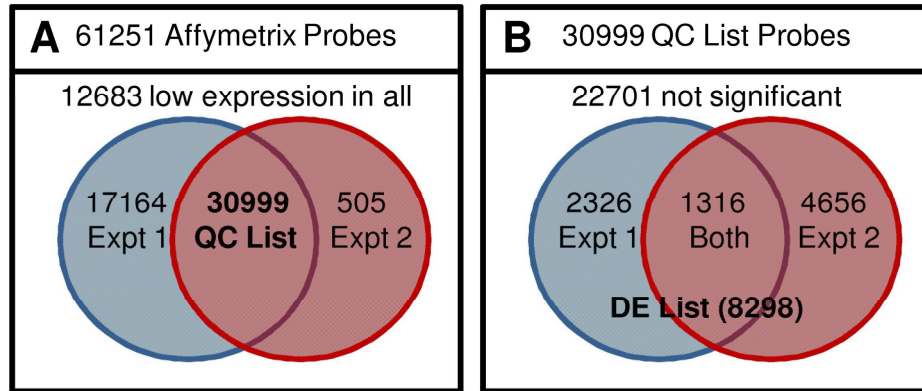 A 61251 Affymetrix Probes
12683 low expression in all
17164 30999 505
Expt 1 QC List Expt 2
B 30999 QC List Probes
22701 not significant
2326 1316 4656
Expt 1 Both Expt 2
DE List (8298)